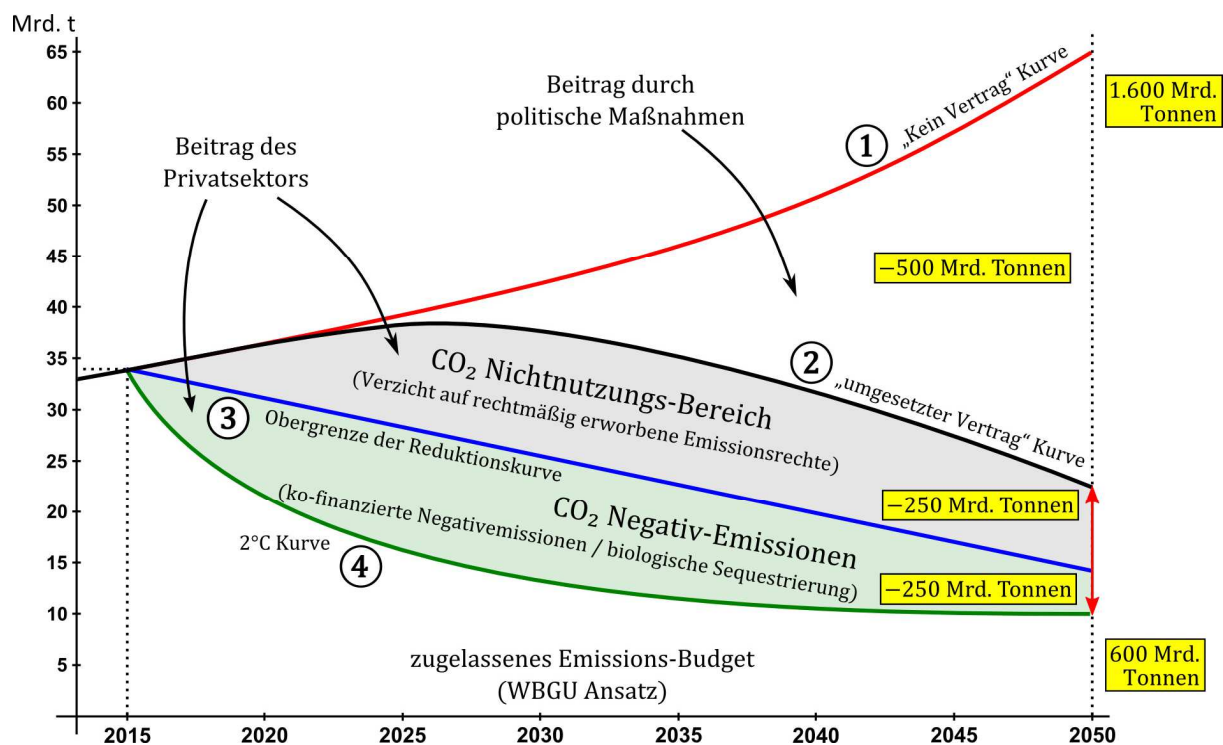 Mrd. t
65
60
55
50
45
40
35
30
25
20
15
10
5
2015
2020
2025
2030
2035
2040
2045
2050
Beitrag des
Privatsektors
Beitrag durch
politische Maßnahmen
①
„Kein Vertrag“ Kurve
1.600 Mrd.
Tonnen
−500 Mrd. Tonnen
②
„umgesetzter Vertrag“ Kurve
CO₂ Nichtnutzungs-Bereich
(Verzicht auf rechtmäßig erworbene Emissionsrechte)
③
Obergrenze der Reduktionskurve
−250 Mrd. Tonnen
CO₂ Negativ-Emissionen
(ko-finanzierte Negativemissionen / biologische Sequestrierung)
−250 Mrd. Tonnen
2°C Kurve
④
zugelassenes Emissions-Budget
(WBGU Ansatz)
600 Mrd.
Tonnen